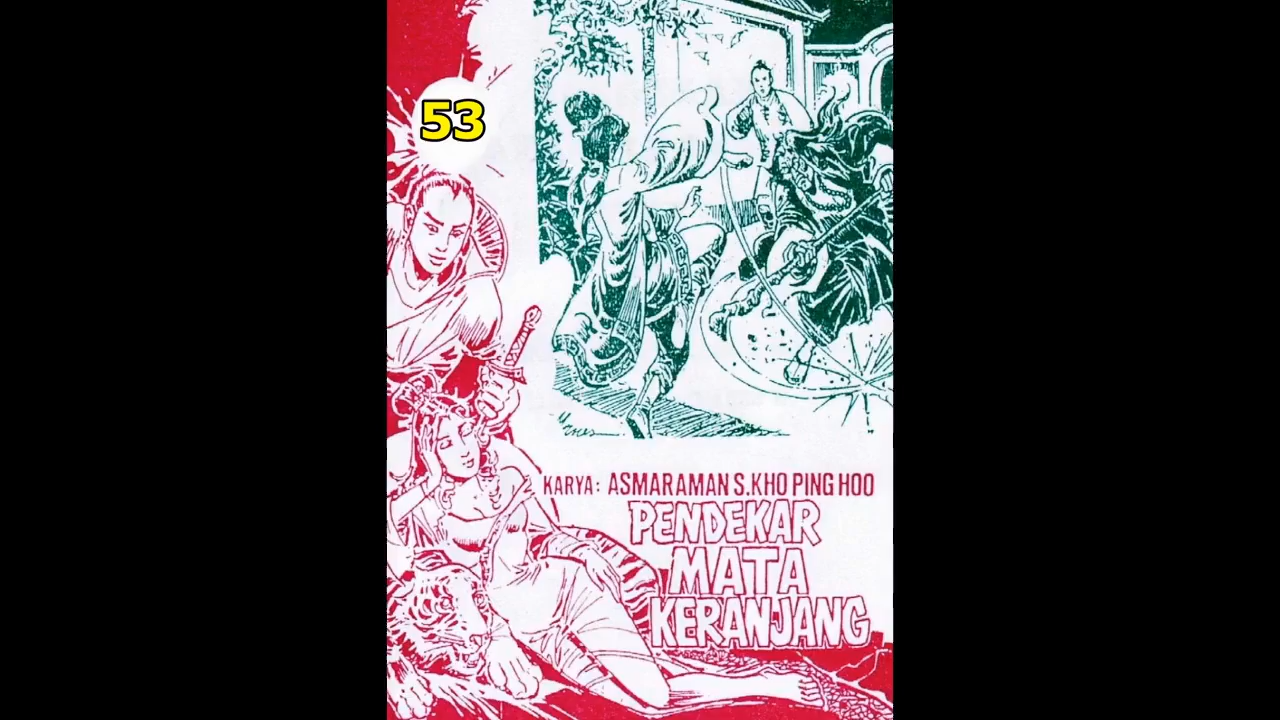 53
KARYA: ASMARAMAN S.KHO PING HOO
PENDEKAR
MATA
KERANJANG